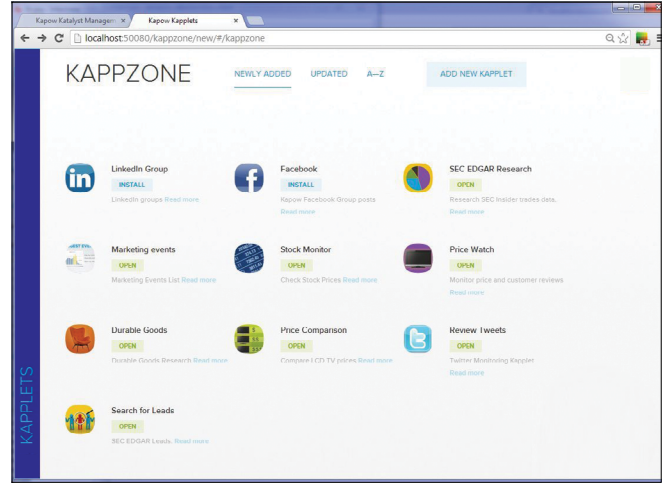 Kapow Katalyst Managem ×
Kapow Kapplets ×
localhost:50080/kappzone/new/#/kappzone
KAPPZONE
NEWLY ADDED UPDATED A—Z ADD NEW KAPPLET
LinkedIn Group
INSTALL
LinkedIn groups Read more
Facebook
INSTALL
Kapow Facebook Group posts
Read more
SEC EDGAR Research
OPEN
Research SEC Insider trades data.
Read more
Marketing events
OPEN
Marketing Events List Read more
Stock Monitor
OPEN
Check Stock Prices Read more
Price Watch
OPEN
Monitor price and customer reviews
Read more
Durable Goods
OPEN
Durable Goods Research Read more
Price Comparison
OPEN
Compare LCD TV prices Read more
Review Tweets
OPEN
Twitter Monitoring Kapplet
Read more
Search for Leads
OPEN
SEC EDGAR Leads. Read more
KAPPLETS